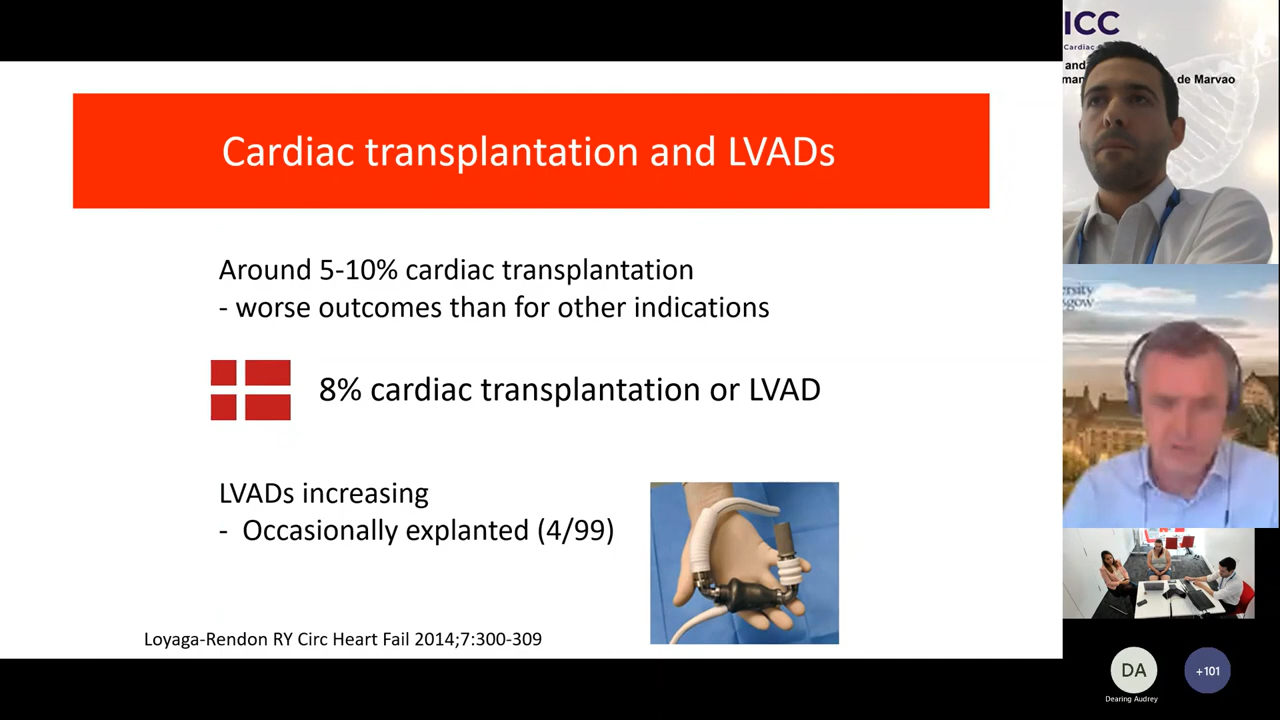 Cardiac transplantation and LVADs
Around 5-10% cardiac transplantation
- worse outcomes than for other indications
8% cardiac transplantation or LVAD
LVADs increasing
- Occasionally explanted (4/99)
Loyaga-Rendon RY Circ Heart Fail 2014;7:300-309
ICC
Cardiac
and
de Marvao
DA
Dearing Audrey
+101